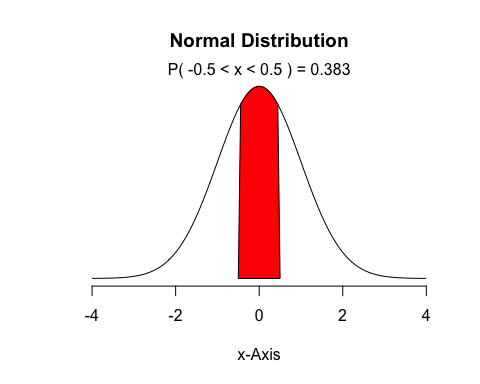 Normal Distribution
P( -0.5 < x < 0.5 ) = 0.383
-4 -2 0 2 4
x-Axis